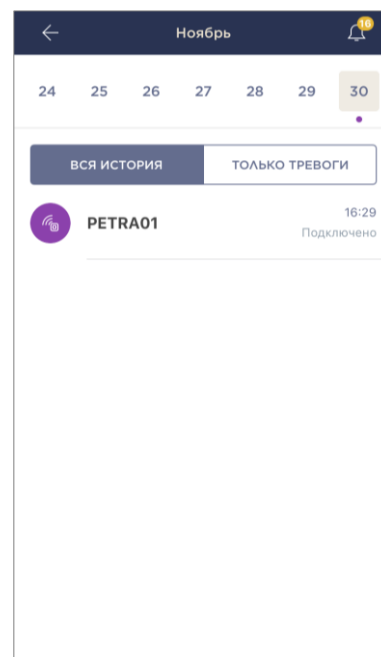 Ноябрь
16
24 25 26 27 28 29 30
ВСЯ ИСТОРИЯ ТОЛЬКО ТРЕВОГИ
PETRA01
16:29
Подключено